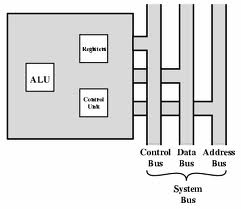 Registers
ALU
Control
Unit
Control Data Address
Bus Bus Bus
System
Bus